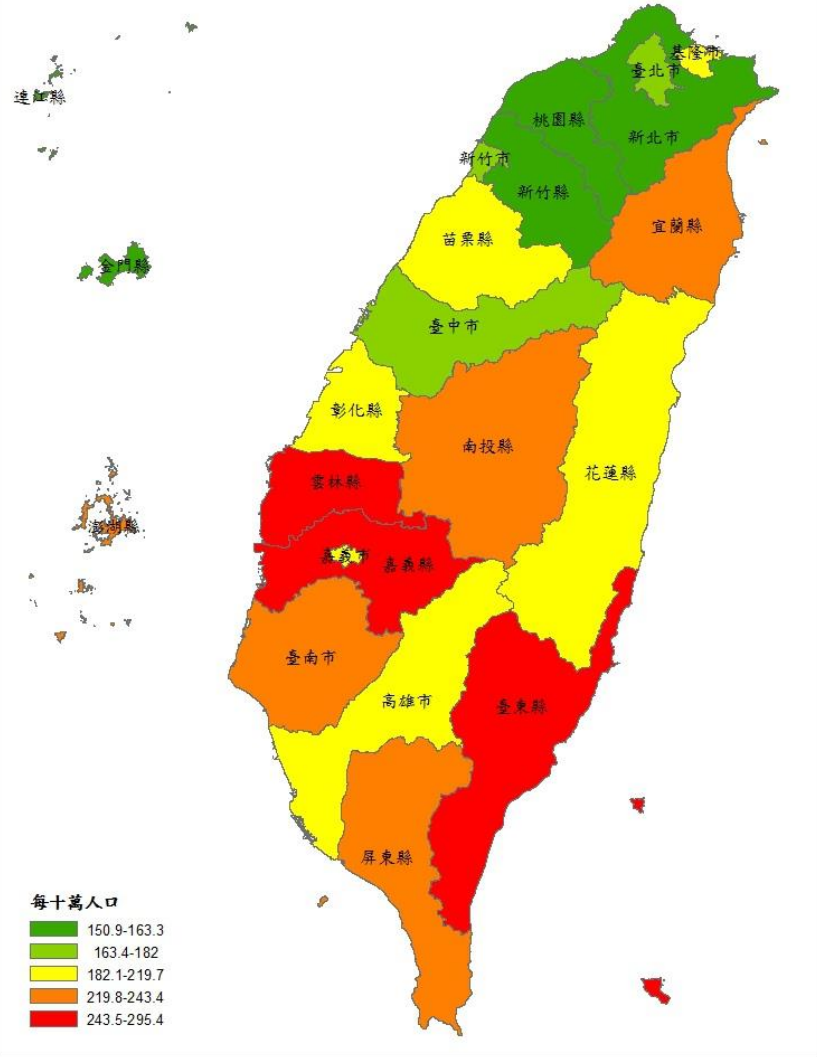 基隆市
臺北市
連江縣
桃園縣
新北市
新竹市
新竹縣
宜蘭縣
苗栗縣
金門縣
臺中市
彰化縣
南投縣
花蓮縣
雲林縣
澎湖縣
嘉義市
嘉義縣
臺南市
高雄市
臺東縣
屏東縣
每十萬人口
150.9-163.3
163.4-182
182.1-219.7
219.8-243.4
243.5-295.4